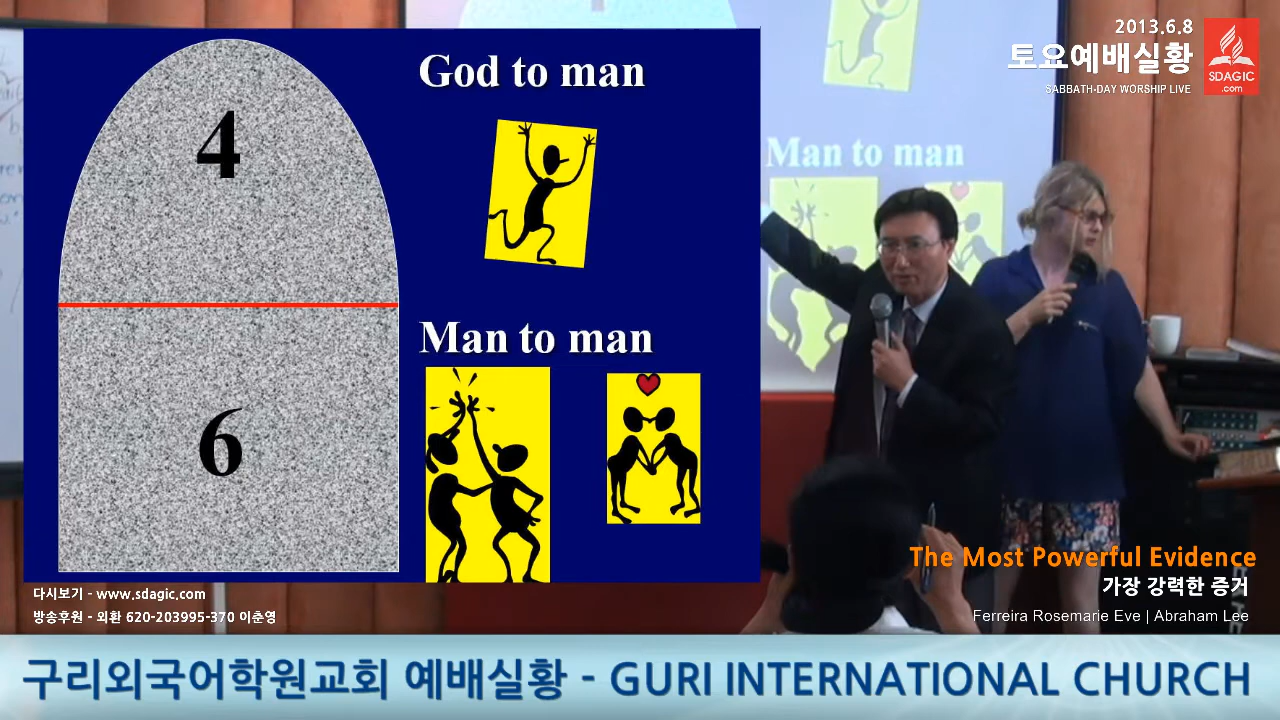 God to man
4
Man to man
6
2013.6.8
토요예배실황
SABBATH-DAY WORSHIP LIVE
SDAGIC
.com
Man to man
The Most Powerful Evidence
가장 강력한 증거
Ferreira Rosemarie Eve | Abraham Lee
다시보기 - www.sdagic.com
방송후원 - 외환 620-203995-370 이춘영
구리외국어학원교회 예배실황 - GURI INTERNATIONAL CHURCH